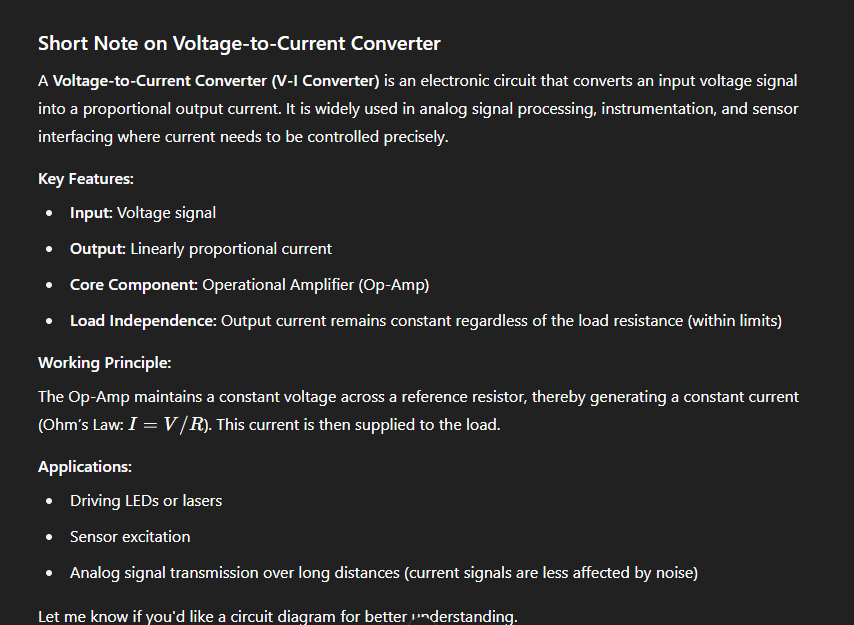 Short Note on Voltage-to-Current Converter
A Voltage-to-Current Converter (V-I Converter) is an electronic circuit that converts an input voltage signal
into a proportional output current. It is widely used in analog signal processing, instrumentation, and sensor
interfacing where current needs to be controlled precisely.
Key Features:
• Input: Voltage signal
• Output: Linearly proportional current
• Core Component: Operational Amplifier (Op-Amp)
• Load Independence: Output current remains constant regardless of the load resistance (within limits)
Working Principle:
The Op-Amp maintains a constant voltage across a reference resistor, thereby generating a constant current
(Ohm's Law: I = V/R). This current is then supplied to the load.
Applications:
• Driving LEDs or lasers
• Sensor excitation
• Analog signal transmission over long distances (current signals are less affected by noise)
Let me know if you'd like a circuit diagram for better understanding.